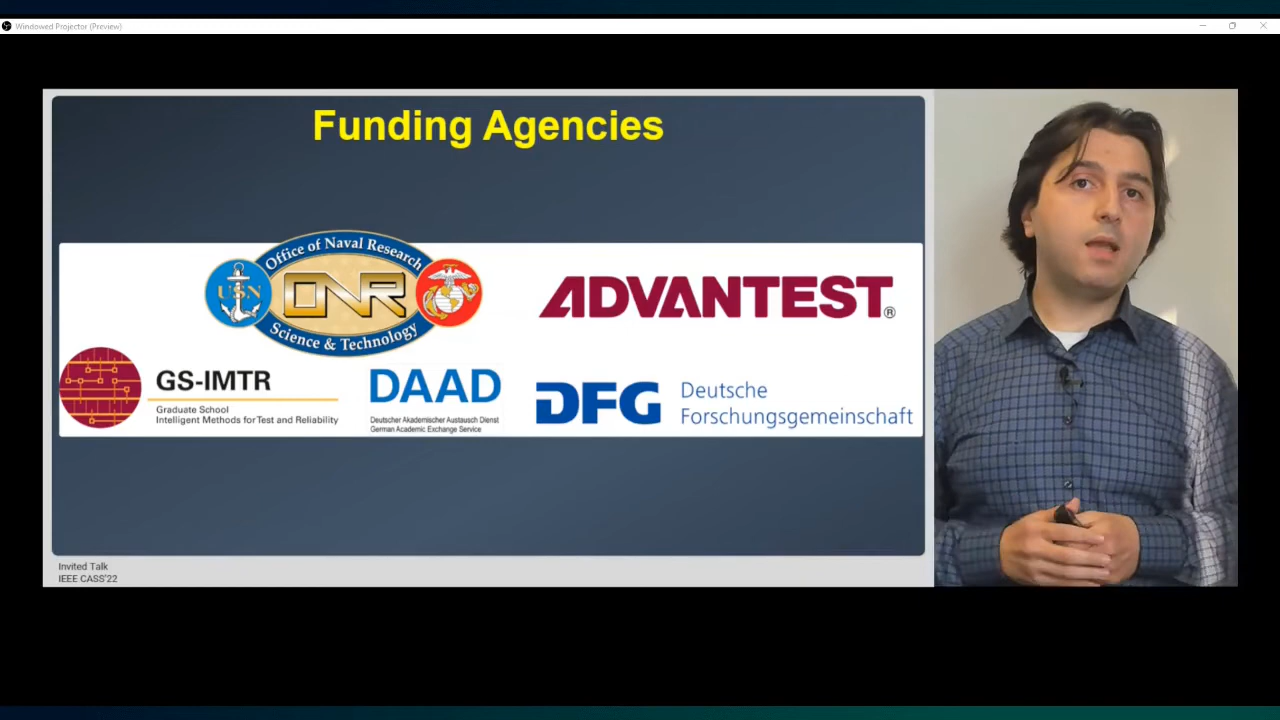 Windowed Projector (Preview)
Funding Agencies
Office of Naval Research
USN
ONR
Science & Technology
ADVANTEST®
GS-IMTR
Graduate School
Intelligent Methods for Test and Reliability
DAAD
Deutscher Akademischer Austausch Dienst
German Academic Exchange Service
DFG
Deutsche
Forschungsgemeinschaft
Invited Talk
IEEE CASS'22